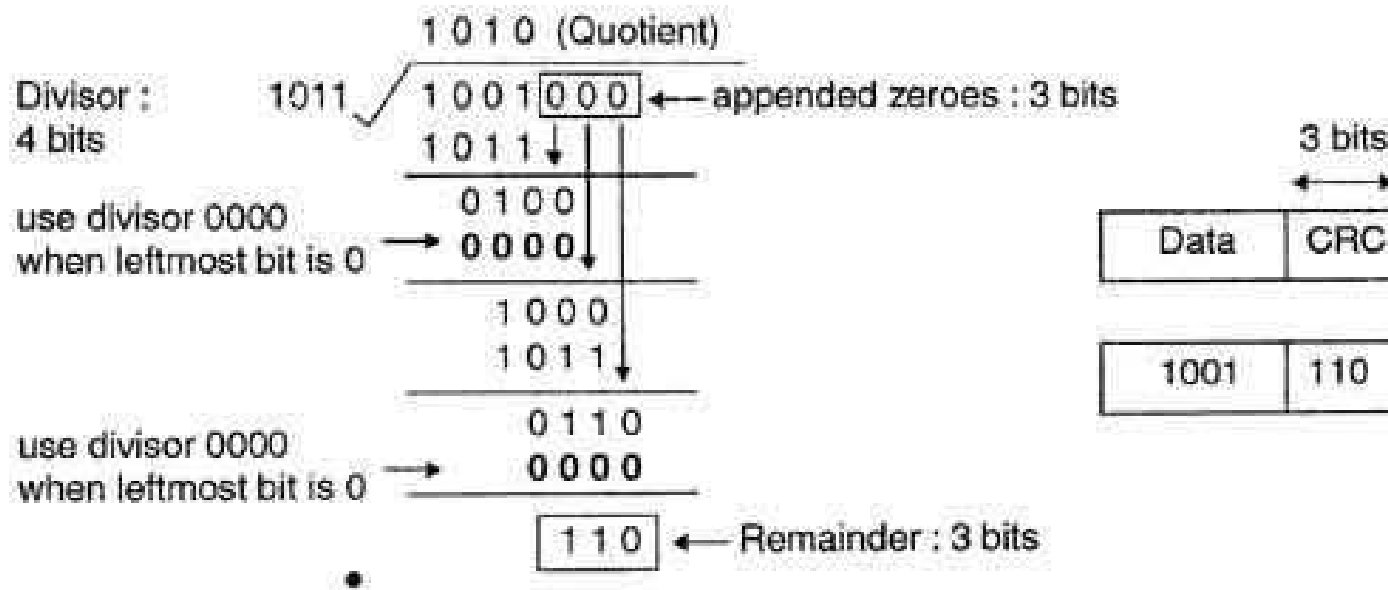 1 0 1 0 (Quotient)
Divisor : 1011 1 0 0 1 0 0 0 appended zeroes : 3 bits
4 bits 1 0 1 1
3 bits
0 1 0 0
use divisor 0000
when leftmost bit is 0 0 0 0 0
Data CRC
1 0 0 0
1 0 1 1
1001 110
0 1 1 0
use divisor 0000
when leftmost bit is 0 0 0 0 0
1 1 0 Remainder : 3 bits